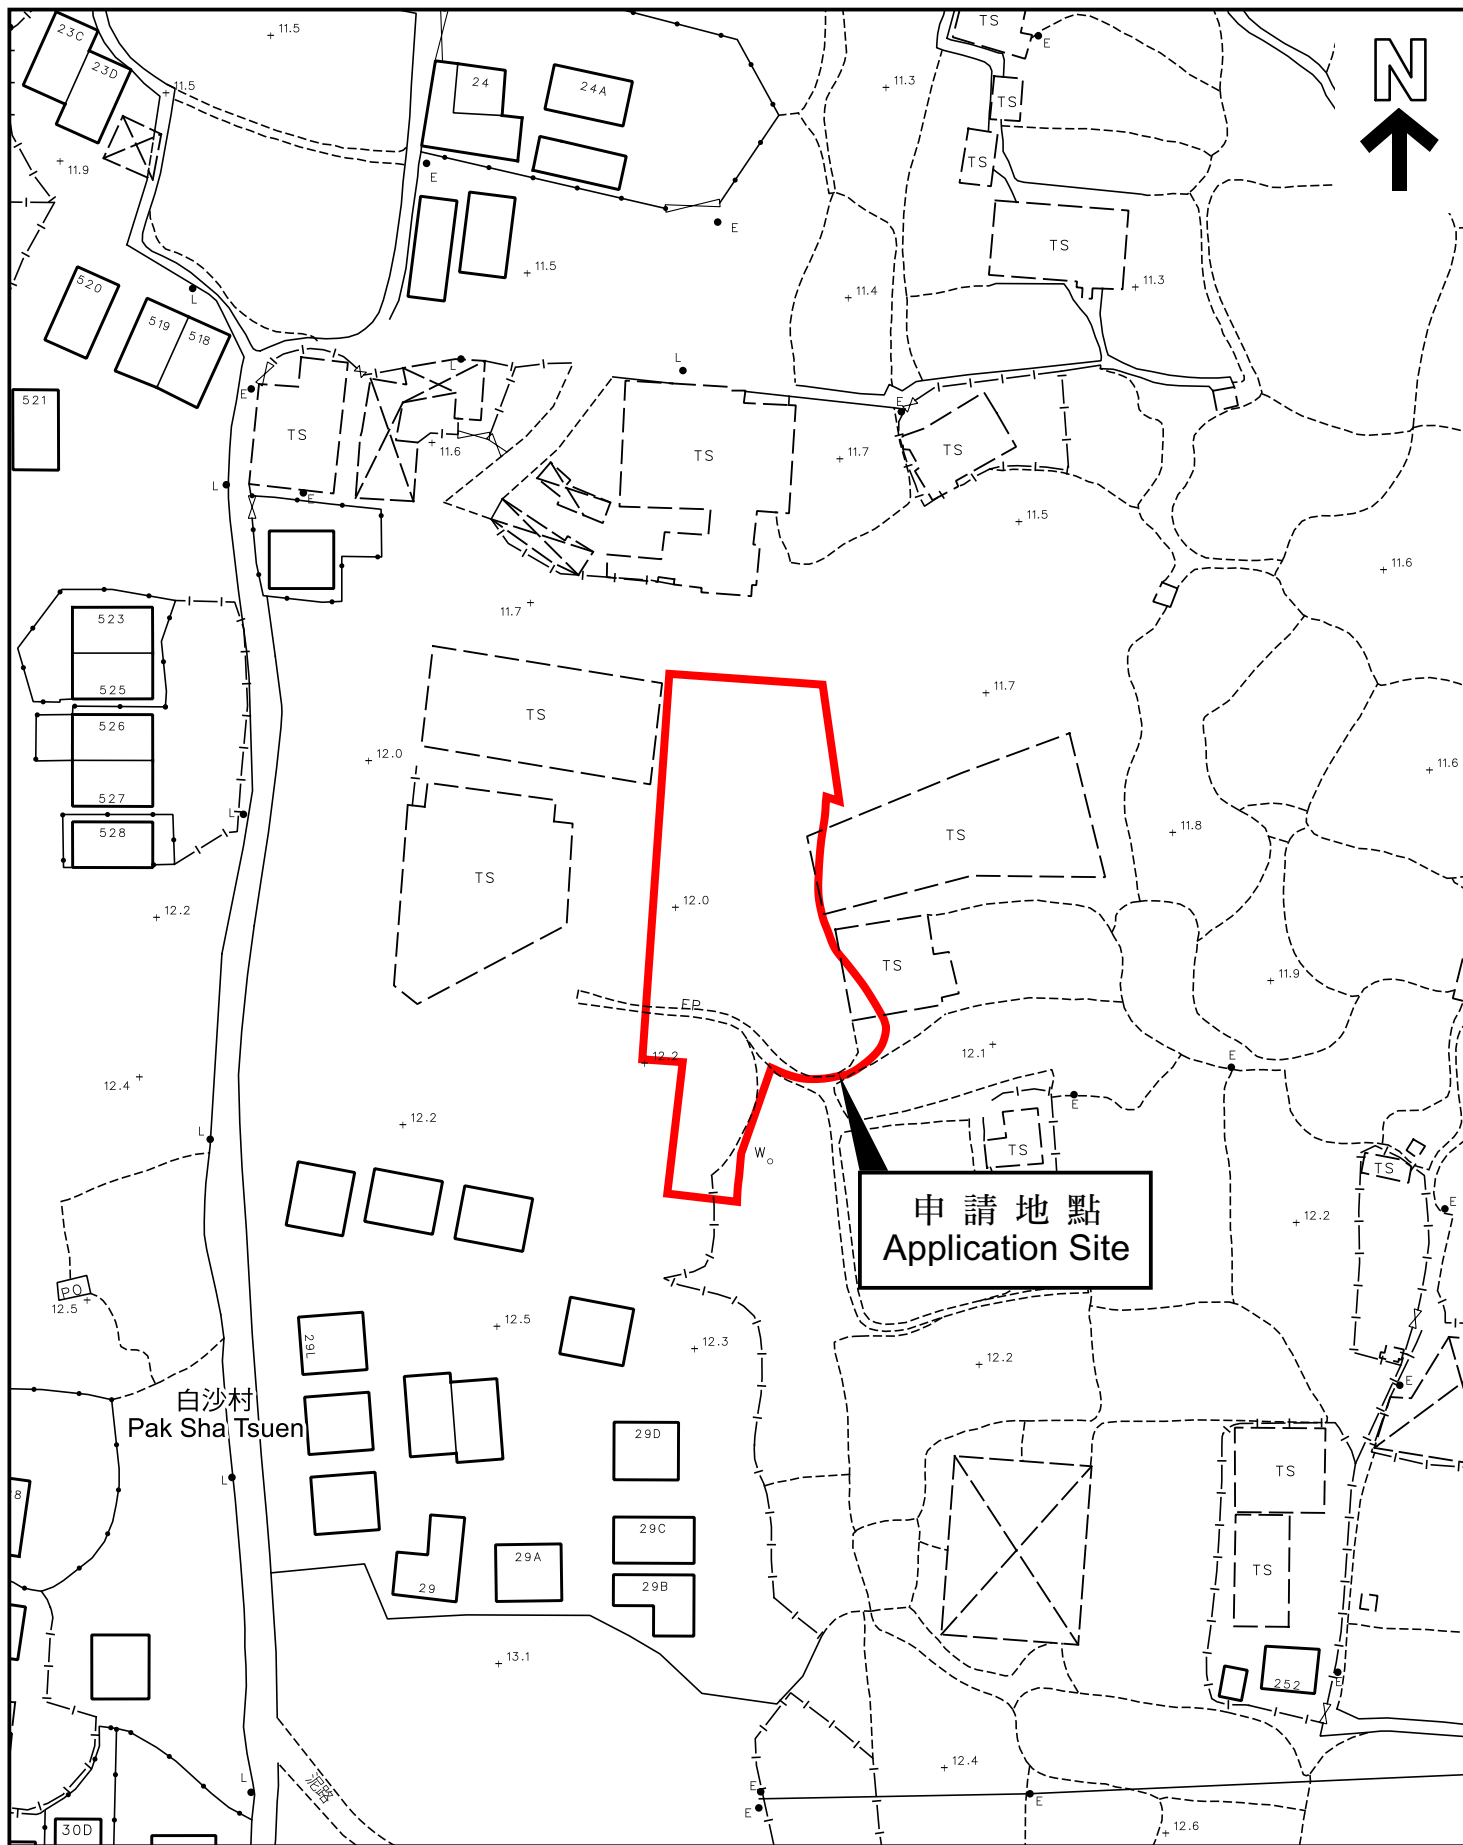 23C
23D
11.5
11.5
24
24A
TS
E
N
11.3
TS
TS
11.9
E
E
TS
11.5
11.4
11.3
520
L
519
518
L
L
E
521
TS
11.6
TS
11.7
E
TS
L
E
11.5
11.6
11.7
523
525
526
527
528
L
TS
12.0
11.7
TS
11.8
11.6
TS
12.2
12.0
TS
11.9
EP
12.2
12.1
E
12.4
12.2
E
L
W
TS
TS
申請地點
Application Site
12.2
E
PO
12.5
12.5
12.3
12.2
29L
E
白沙村
Pak Sha Tsuen
29D
L
TS
29C
29A
29
29B
TS
13.1
252
E
12.4
泥路
L
E
E
E
30D
12.6